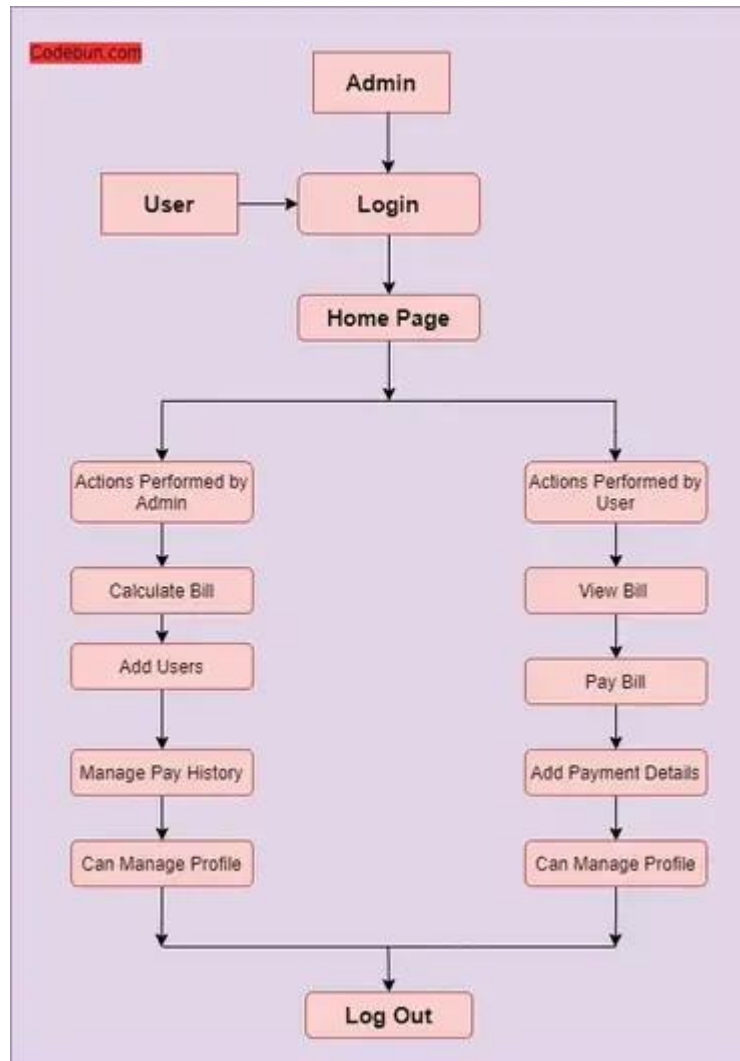 Codebun.com
Admin
User
Login
Home Page
Actions Performed by
Admin
Actions Performed by
User
Calculate Bill
View Bill
Add Users
Pay Bill
Manage Pay History
Add Payment Details
Can Manage Profile
Can Manage Profile
Log Out